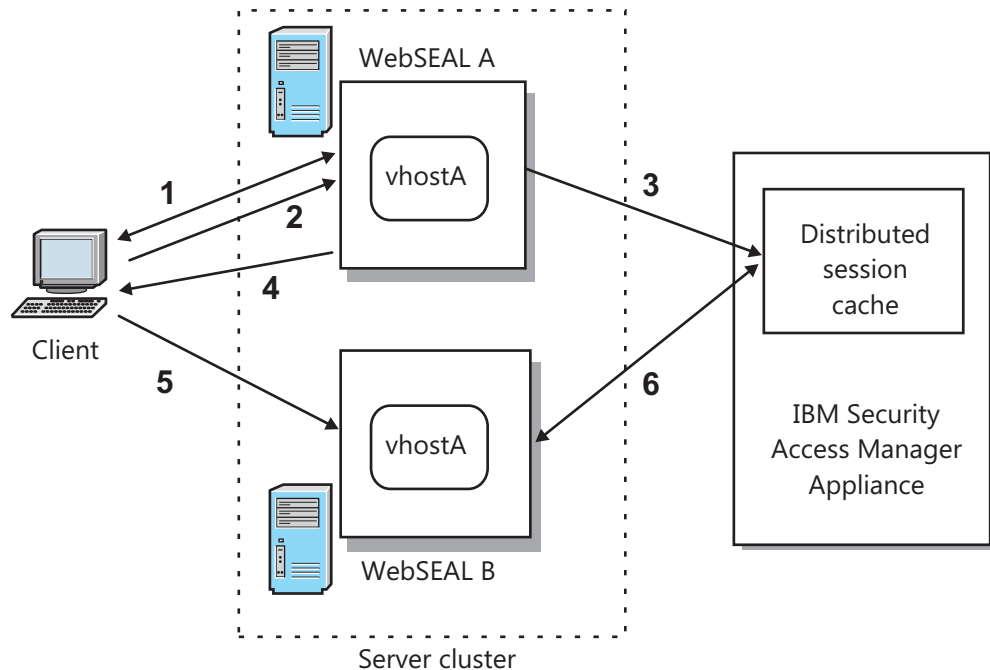 WebSEAL A
vhostA
1
2
3
4
Client
5
vhostA
6
WebSEAL B
Server cluster
Distributed
session
cache
IBM Security
Access Manager
Appliance